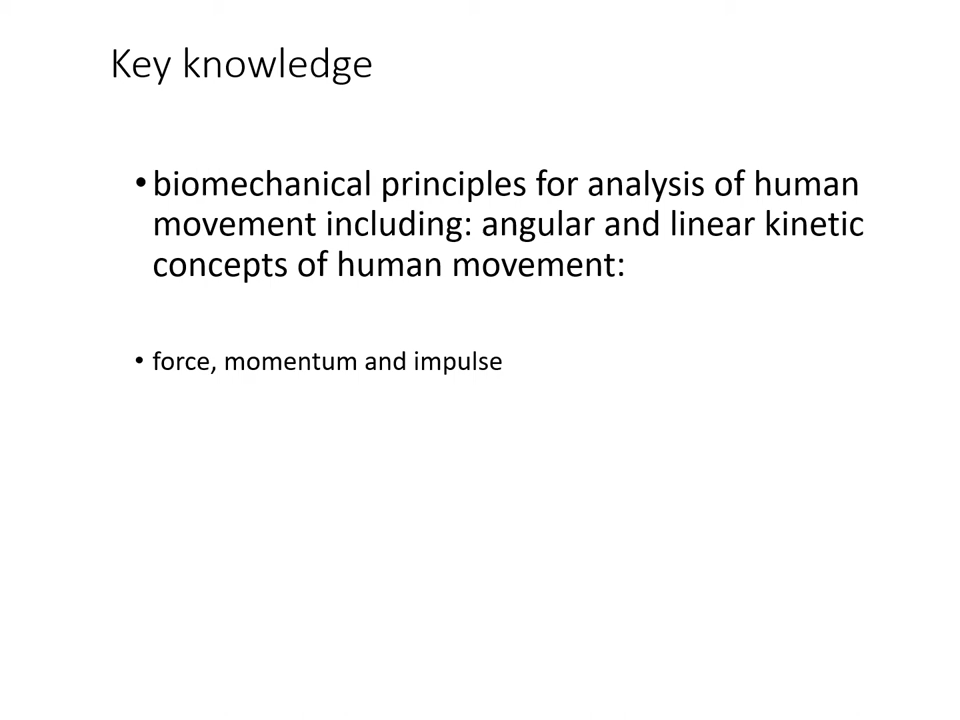 Key knowledge
•biomechanical principles for analysis of human
movement including: angular and linear kinetic
concepts of human movement:
• force, momentum and impulse